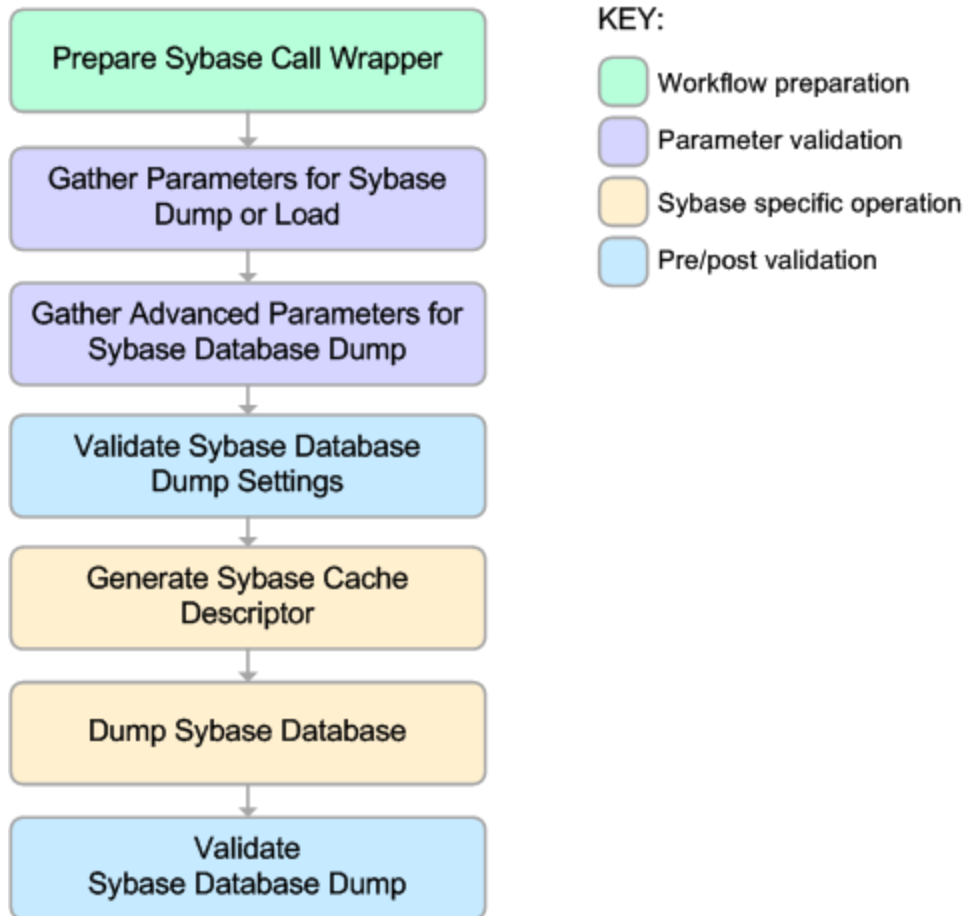 Prepare Sybase Call Wrapper
Gather Parameters for Sybase
Dump or Load
Gather Advanced Parameters for
Sybase Database Dump
Validate Sybase Database
Dump Settings
Generate Sybase Cache
Descriptor
Dump Sybase Database
Validate
Sybase Database Dump
KEY:
Workflow preparation
Parameter validation
Sybase specific operation
Pre/post validation